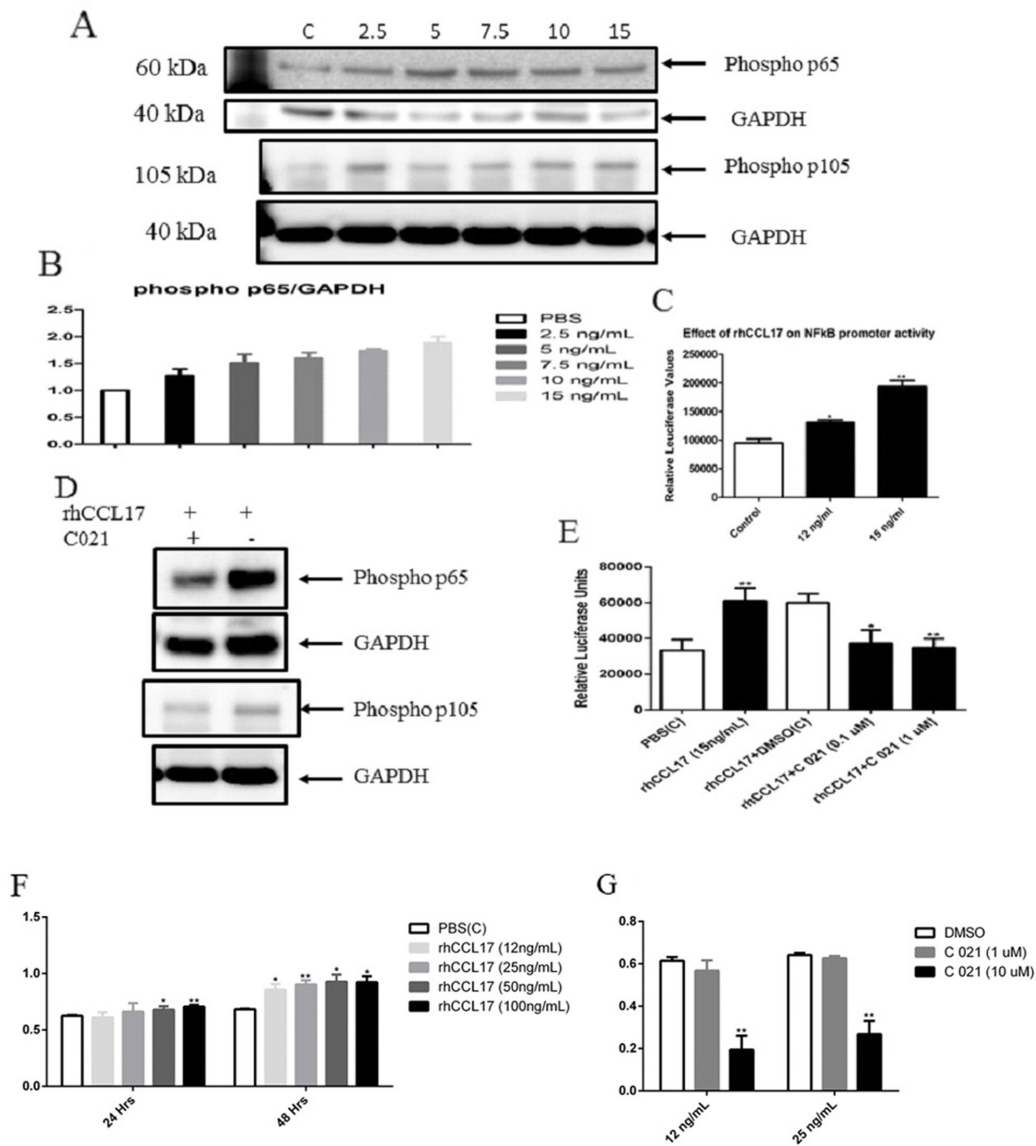 A
C 2.5 5 7.5 10 15
60 kDa
Phospho p65
40 kDa
GAPDH
105 kDa
Phospho p105
40 kDa
GAPDH
B
phospho p65/GAPDH
2.5
2.0
1.5
1.0
0.5
0.0
PBS
2.5 ng/mL
5 ng/mL
7.5 ng/mL
10 ng/mL
15 ng/mL
C
Effect of rhCCL17 on NFkB promoter activity
Relative Leuciferase Values
250000
200000
150000
100000
50000
0
*
**
Control
12 ng/ml
15 ng/ml
D
rhCCL17 + +
C021 + -
Phospho p65
GAPDH
Phospho p105
GAPDH
E
Relative Luciferase Units
80000
60000
40000
20000
0
**
*
**
PBS(C)
rhCCL17 (15ng/mL)
rhCCL17+DMSO(C)
rhCCL17+C 021 (0.1 uM)
rhCCL17+C 021 (1 uM)
F
1.5
1.0
0.5
0.0
* **
* ** * *
24 Hrs
48 Hrs
PBS(C)
rhCCL17 (12ng/mL)
rhCCL17 (25ng/mL)
rhCCL17 (50ng/mL)
rhCCL17 (100ng/mL)
G
0.8
0.6
0.4
0.2
0.0
**
**
12 ng/mL
25 ng/mL
DMSO
C 021 (1 uM)
C 021 (10 uM)